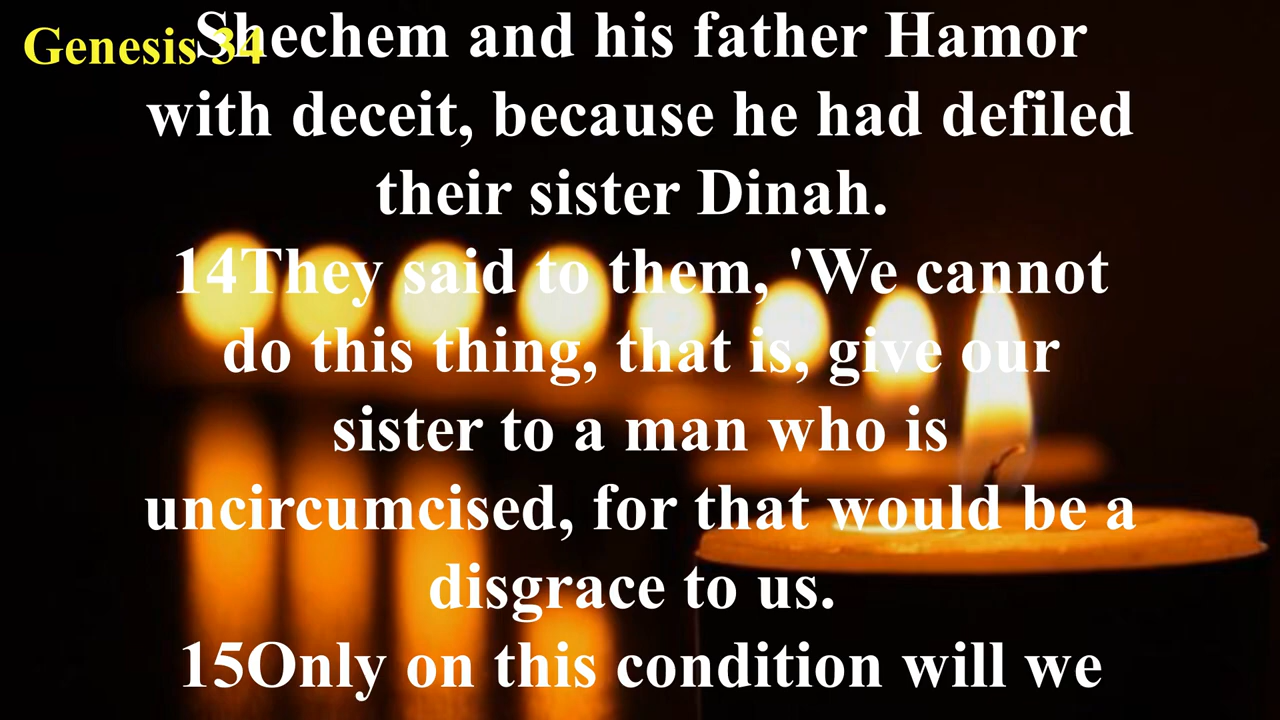 Genesis 34
Shechem and his father Hamor
with deceit, because he had defiled
their sister Dinah.
14They said to them, 'We cannot
do this thing, that is, give our
sister to a man who is
uncircumcised, for that would be a
disgrace to us.
15Only on this condition will we